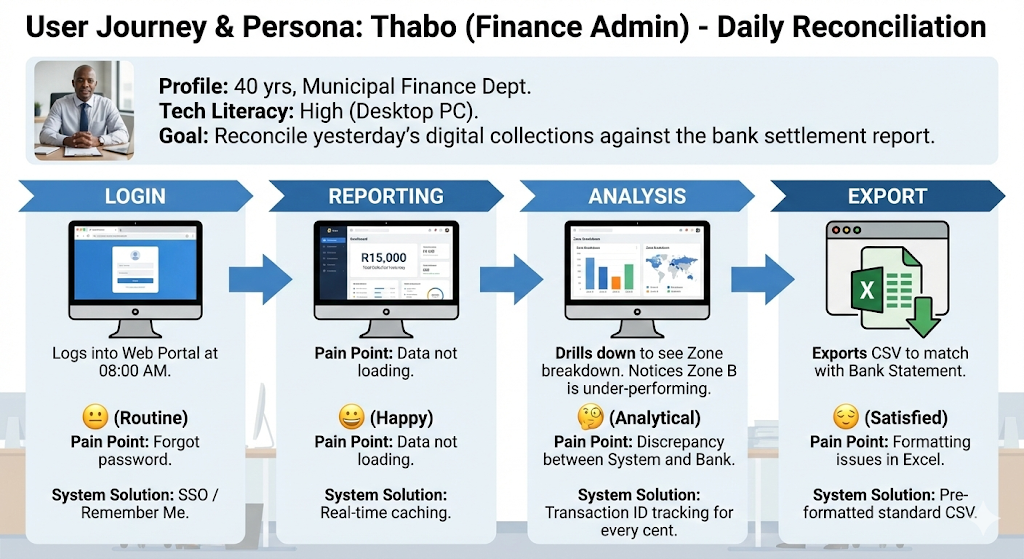 User Journey & Persona: Thabo (Finance Admin) - Daily Reconciliation
Profile: 40 yrs, Municipal Finance Dept.
Tech Literacy: High (Desktop PC).
Goal: Reconcile yesterday's digital collections against the bank settlement report.
LOGIN
Logs into Web Portal at
08:00 AM.
😐 (Routine)
Pain Point: Forgot
password.
System Solution: SSO /
Remember Me.
REPORTING
R15,000
Pain Point: Data not
loading.
😀 (Happy)
Pain Point: Data not
loading.
System Solution:
Real-time caching.
ANALYSIS
Drills down to see Zone
breakdown. Notices Zone B
is under-performing.
🤔 (Analytical)
Pain Point: Discrepancy
between System and Bank.
System Solution:
Transaction ID tracking for
every cent.
EXPORT
X
Exports CSV to match
with Bank Statement.
😌 (Satisfied)
Pain Point: Formatting
issues in Excel.
System Solution: Pre-
formatted standard CSV.